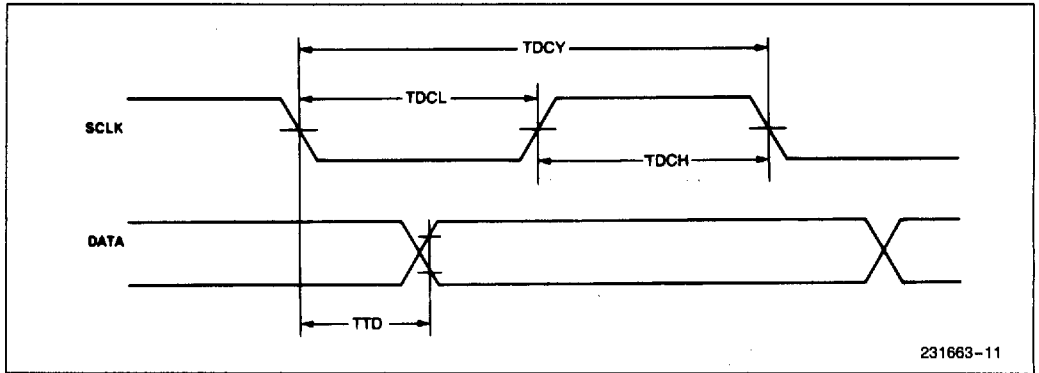 TDCY
TDCL
SCLK
TDCH
DATA
TTD
231663-11